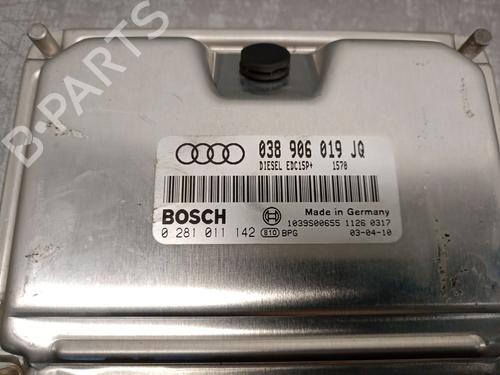 B-PARTS
038 906 019 JQ
DIESEL EDC15P+ 1570
BOSCH
Made in Germany
1039S00655 1126 0317
0 281 011 142 810 BPG 03-04-10